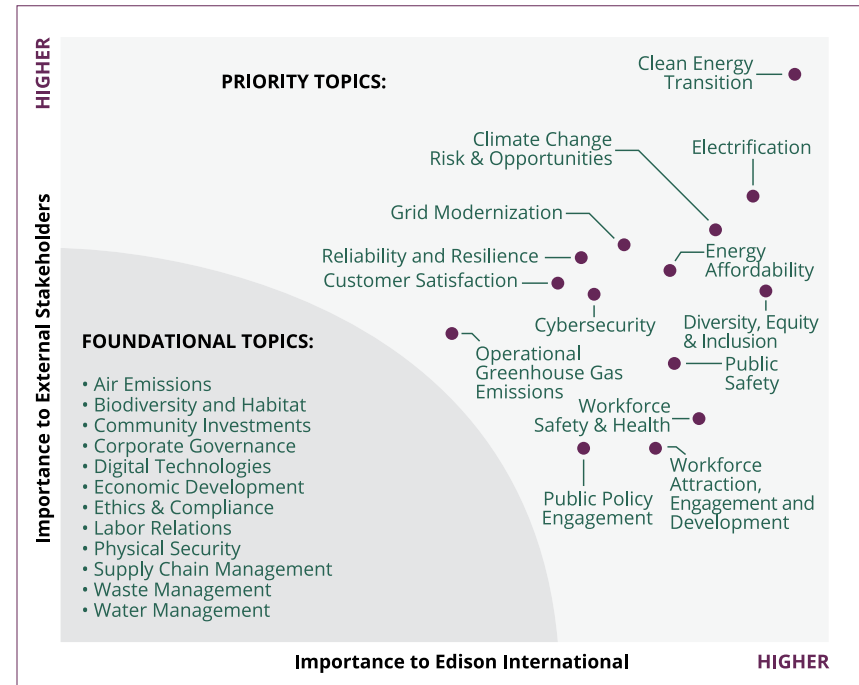 HIGHER
Importance to External Stakeholders
PRIORITY TOPICS:
Clean Energy
Transition
Climate Change
Risk & Opportunities
Electrification
Grid Modernization
Reliability and Resilience
Customer Satisfaction
Energy
Affordability
Cybersecurity
Diversity, Equity
& Inclusion
Operational
Greenhouse Gas
Emissions
Public
Safety
Workforce
Safety & Health
Public Policy
Engagement
Workforce
Attraction,
Engagement and
Development
FOUNDATIONAL TOPICS:
• Air Emissions
• Biodiversity and Habitat
• Community Investments
• Corporate Governance
• Digital Technologies
• Economic Development
• Ethics & Compliance
• Labor Relations
• Physical Security
• Supply Chain Management
• Waste Management
• Water Management
Importance to Edison International
HIGHER